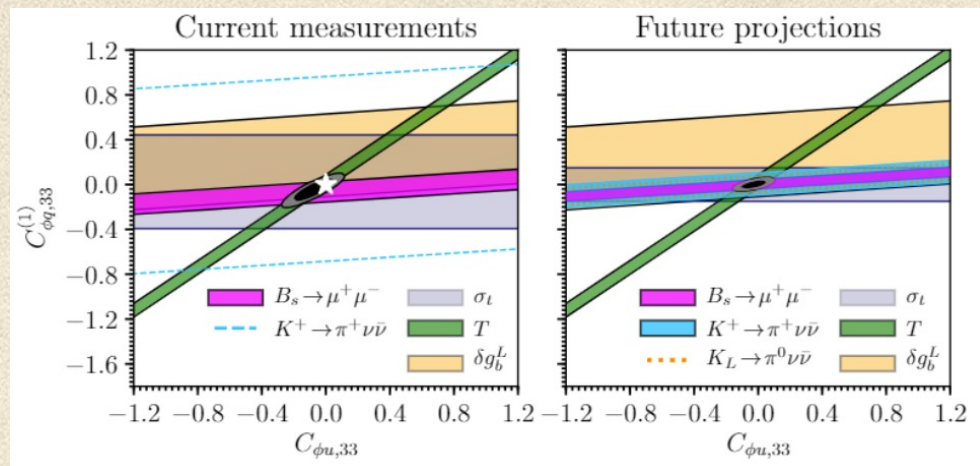 Current measurements
Future projections
1.2
0.8
0.4
0.0
−0.4
−0.8
−1.2
−1.6
C^{(1)}_{ϕq,33}
B_s → μ⁺μ⁻
K⁺ → π⁺νν̄
σ_t
T
δg_b^L
−1.2 −0.8 −0.4 0.0 0.4 0.8 1.2
C_{ϕu,33}
B_s → μ⁺μ⁻
K⁺ → π⁺νν̄
K_L → π⁰νν̄
σ_t
T
δg_b^L
−1.2 −0.8 −0.4 0.0 0.4 0.8 1.2
C_{ϕu,33}